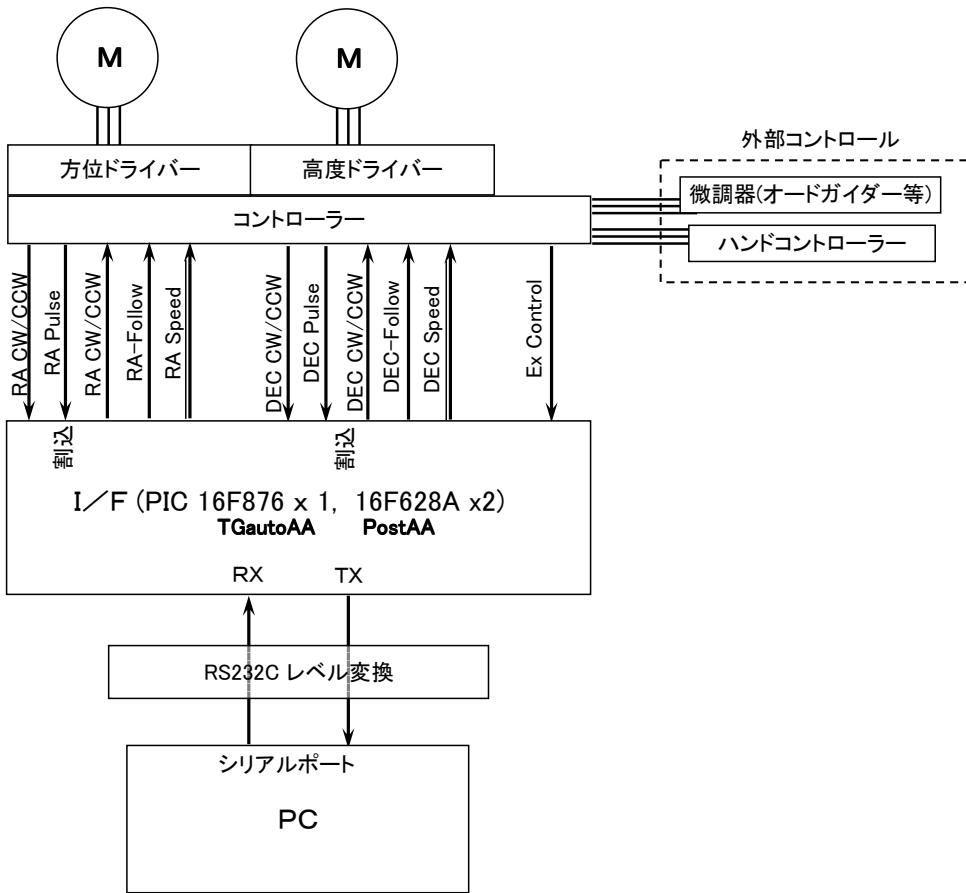 M
M
方位ドライバー
高度ドライバー
外部コントロール
微調器(オードガイダー等)
コントローラー
ハンドコントローラー
RA CW/CCW
RA Pulse
RA CW/CCW
RA-Follow
RA Speed
DEC CW/CCW
DEC Pulse
DEC CW/CCW
DEC-Follow
DEC Speed
Ex Control
割込
割込
I/F (PIC 16F876 x 1, 16F628A x2)
TGautoAA PostAA
RX TX
RS232C レベル変換
シリアルポート
PC